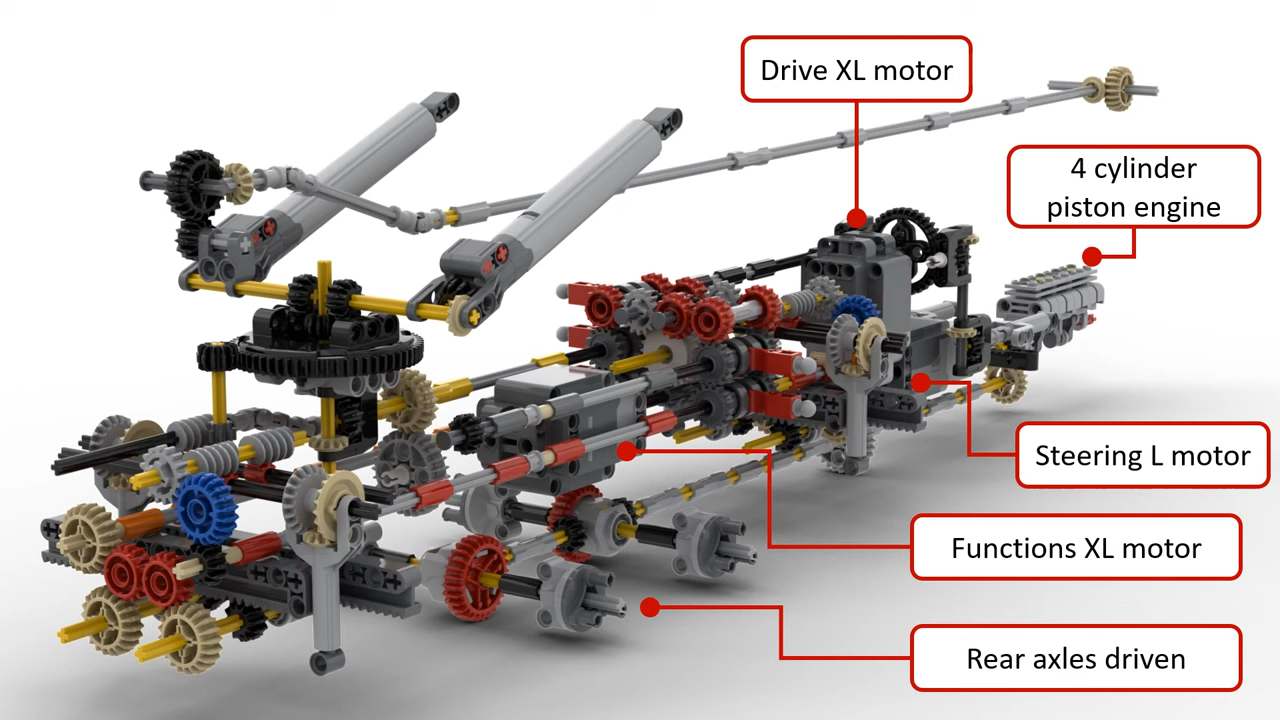 Drive XL motor
4 cylinder
piston engine
Steering L motor
Functions XL motor
Rear axles driven